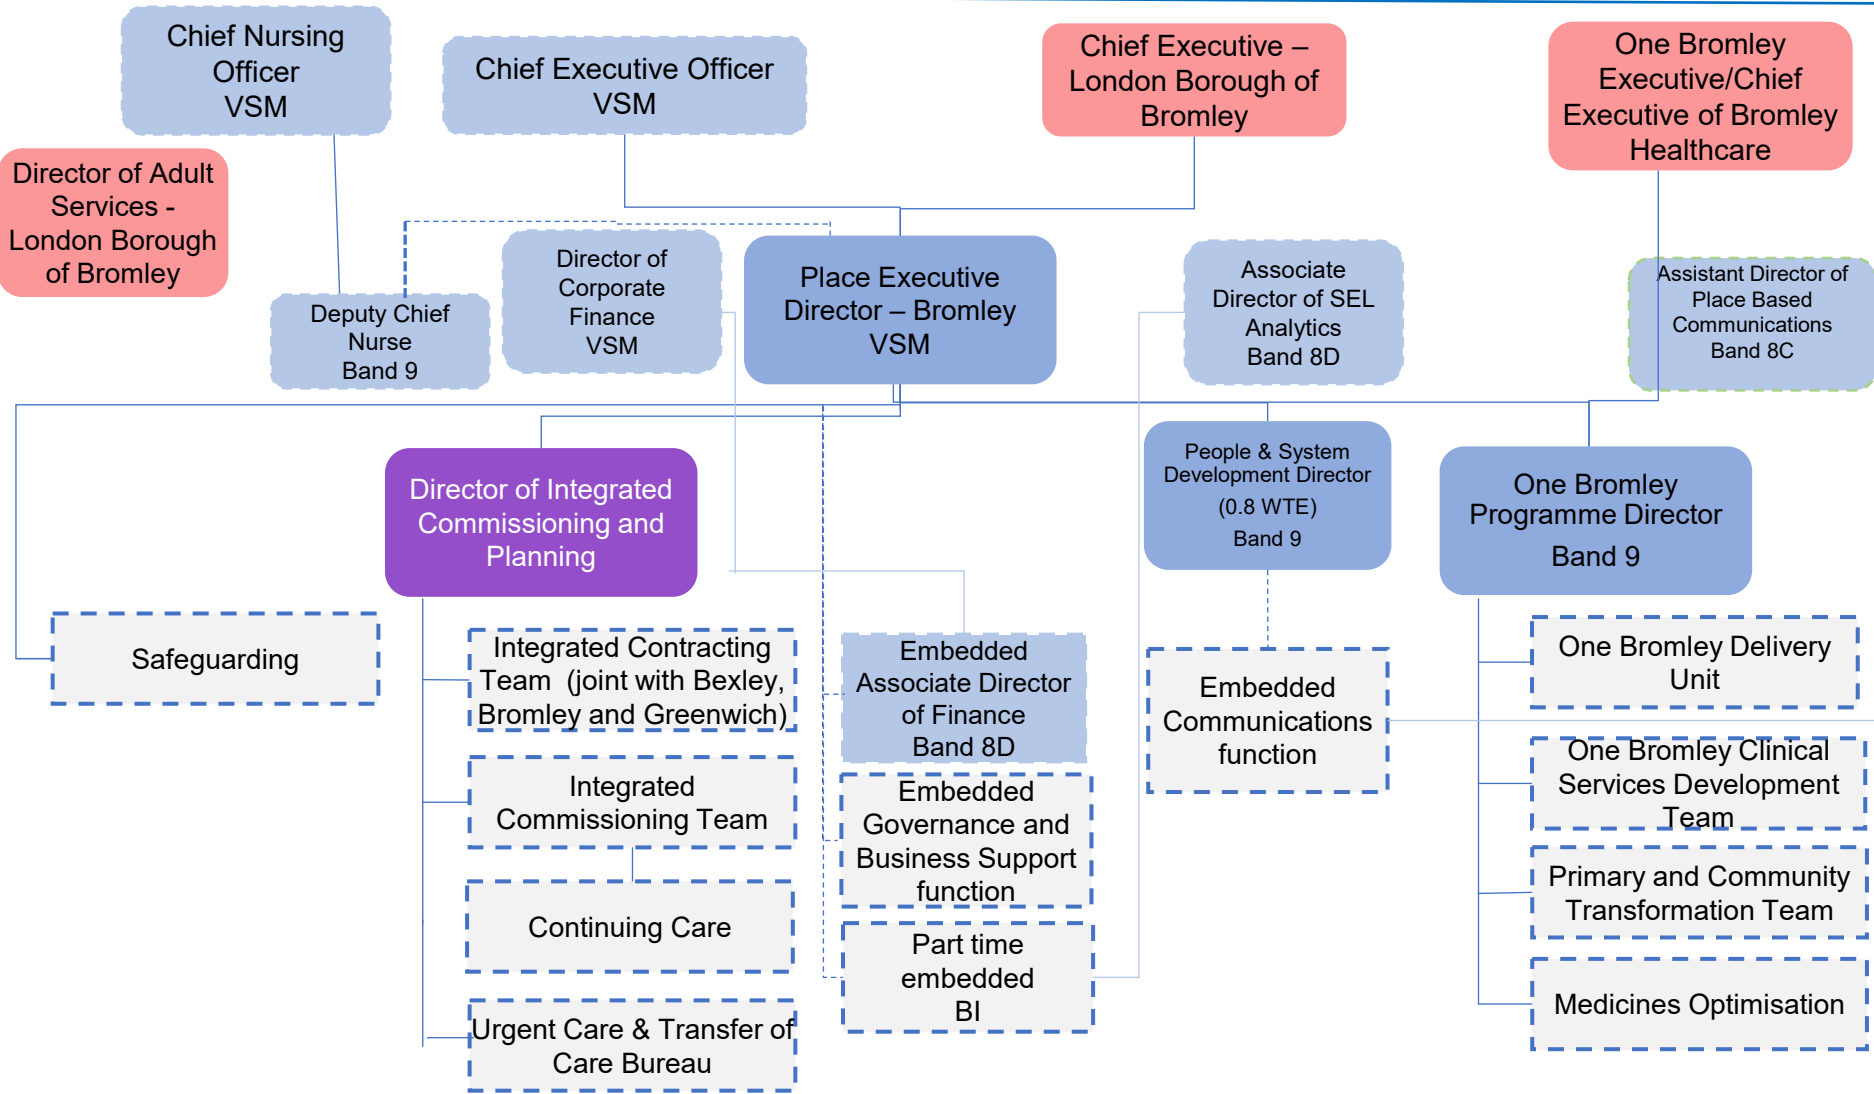 Chief Nursing
Officer
VSM
Chief Executive Officer
VSM
Chief Executive –
London Borough of
Bromley
One Bromley
Executive/Chief
Executive of Bromley
Healthcare
Director of Adult
Services -
London Borough
of Bromley
Deputy Chief
Nurse
Band 9
Director of
Corporate
Finance
VSM
Place Executive
Director – Bromley
VSM
Associate
Director of SEL
Analytics
Band 8D
Assistant Director of
Place Based
Communications
Band 8C
Director of Integrated
Commissioning and
Planning
People & System
Development Director
(0.8 WTE)
Band 9
One Bromley
Programme Director
Band 9
Safeguarding
Integrated Contracting
Team  (joint with Bexley,
Bromley and Greenwich)
Integrated
Commissioning Team
Continuing Care
Urgent Care & Transfer of
Care Bureau
Embedded
Associate Director
of Finance
Band 8D
Embedded
Governance and
Business Support
function
Part time
embedded
BI
Embedded
Communications
function
One Bromley Delivery
Unit
One Bromley Clinical
Services Development
Team
Primary and Community
Transformation Team
Medicines Optimisation